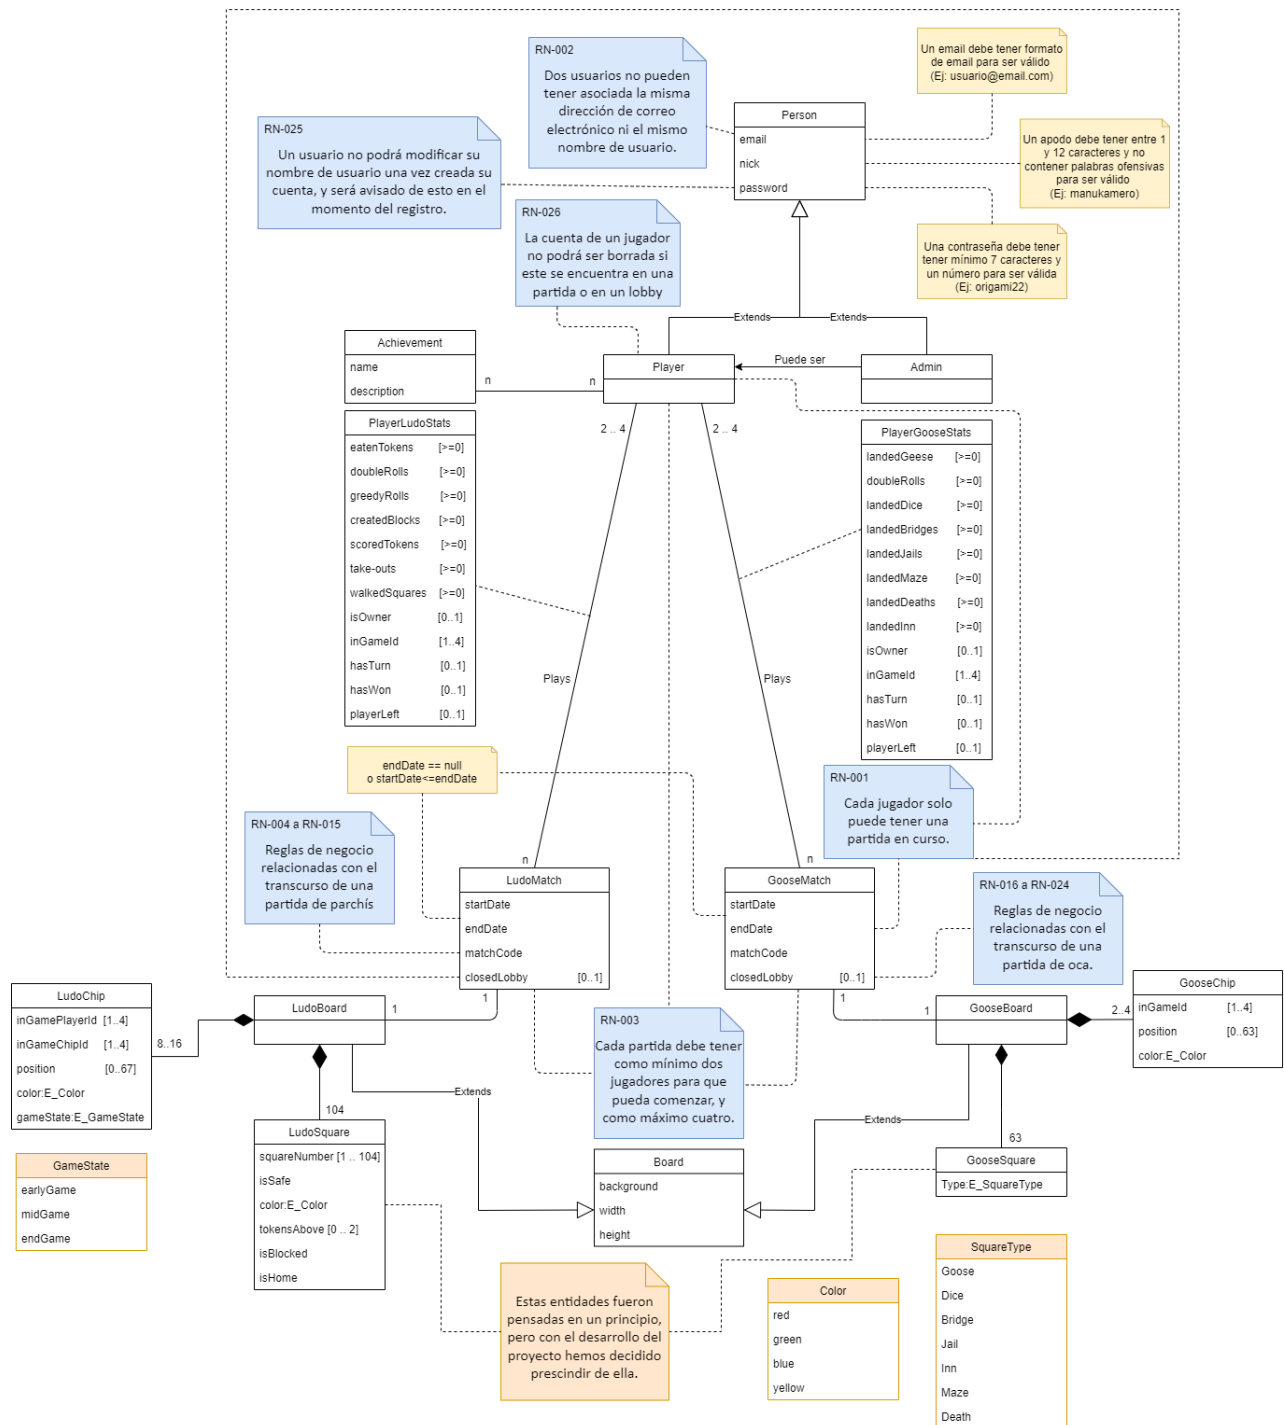 RN-002
Dos usuarios no pueden
tener asociada la misma
dirección de correo
electrónico ni el mismo
nombre de usuario.
Un email debe tener formato
de email para ser válido
(Ej: usuario@email.com)
RN-025
Un usuario no podrá modificar su
nombre de usuario una vez creada su
cuenta, y será avisado de esto en el
momento del registro.
Person
email
nick
password
Un apodo debe tener entre 1
y 12 caracteres y no
contener palabras ofensivas
para ser válido
(Ej: manukamero)
RN-026
La cuenta de un jugador
no podrá ser borrada si
este se encuentra en una
partida o en un lobby
Una contraseña debe tener
tener mínimo 7 caracteres y
un número para ser válida
(Ej: origami22)
Extends
Extends
Achievement
name
description
n
n
Player
Puede ser
Admin
2 .. 4
2 .. 4
PlayerLudoStats
eatenTokens [>=0]
doubleRolls [>=0]
greedyRolls [>=0]
createdBlocks [>=0]
scoredTokens [>=0]
take-outs [>=0]
walkedSquares [>=0]
isOwner [0..1]
inGameId [1..4]
hasTurn [0..1]
hasWon [0..1]
playerLeft [0..1]
PlayerGooseStats
landedGeese [>=0]
doubleRolls [>=0]
landedDice [>=0]
landedBridges [>=0]
landedJails [>=0]
landedMaze [>=0]
landedDeaths [>=0]
landedInn [>=0]
isOwner [0..1]
inGameId [1..4]
hasTurn [0..1]
hasWon [0..1]
playerLeft [0..1]
Plays
Plays
endDate == null
o startDate<=endDate
RN-001
Cada jugador solo
puede tener una
partida en curso.
RN-004 a RN-015
Reglas de negocio
relacionadas con el
transcurso de una
partida de parchís
n
n
LudoMatch
startDate
endDate
matchCode
closedLobby [0..1]
GooseMatch
startDate
endDate
matchCode
closedLobby [0..1]
RN-016 a RN-024
Reglas de negocio
relacionadas con el
transcurso de una
partida de oca.
LudoChip
inGamePlayerId [1..4]
inGameChipId [1..4]
position [0..67]
color:E_Color
gameState:E_GameState
8..16
LudoBoard
1
1
RN-003
Cada partida debe tener
como mínimo dos
jugadores para que
pueda comenzar, y
como máximo cuatro.
1
1
GooseBoard
2..4
GooseChip
inGameId [1..4]
position [0..63]
color:E_Color
Extends
Extends
104
63
LudoSquare
squareNumber [1 .. 104]
isSafe
color:E_Color
tokensAbove [0 .. 2]
isBlocked
isHome
GameState
earlyGame
midGame
endGame
Board
background
width
height
GooseSquare
Type:E_SquareType
Estas entidades fueron
pensadas en un principio,
pero con el desarrollo del
proyecto hemos decidido
prescindir de ella.
Color
red
green
blue
yellow
SquareType
Goose
Dice
Bridge
Jail
Inn
Maze
Death